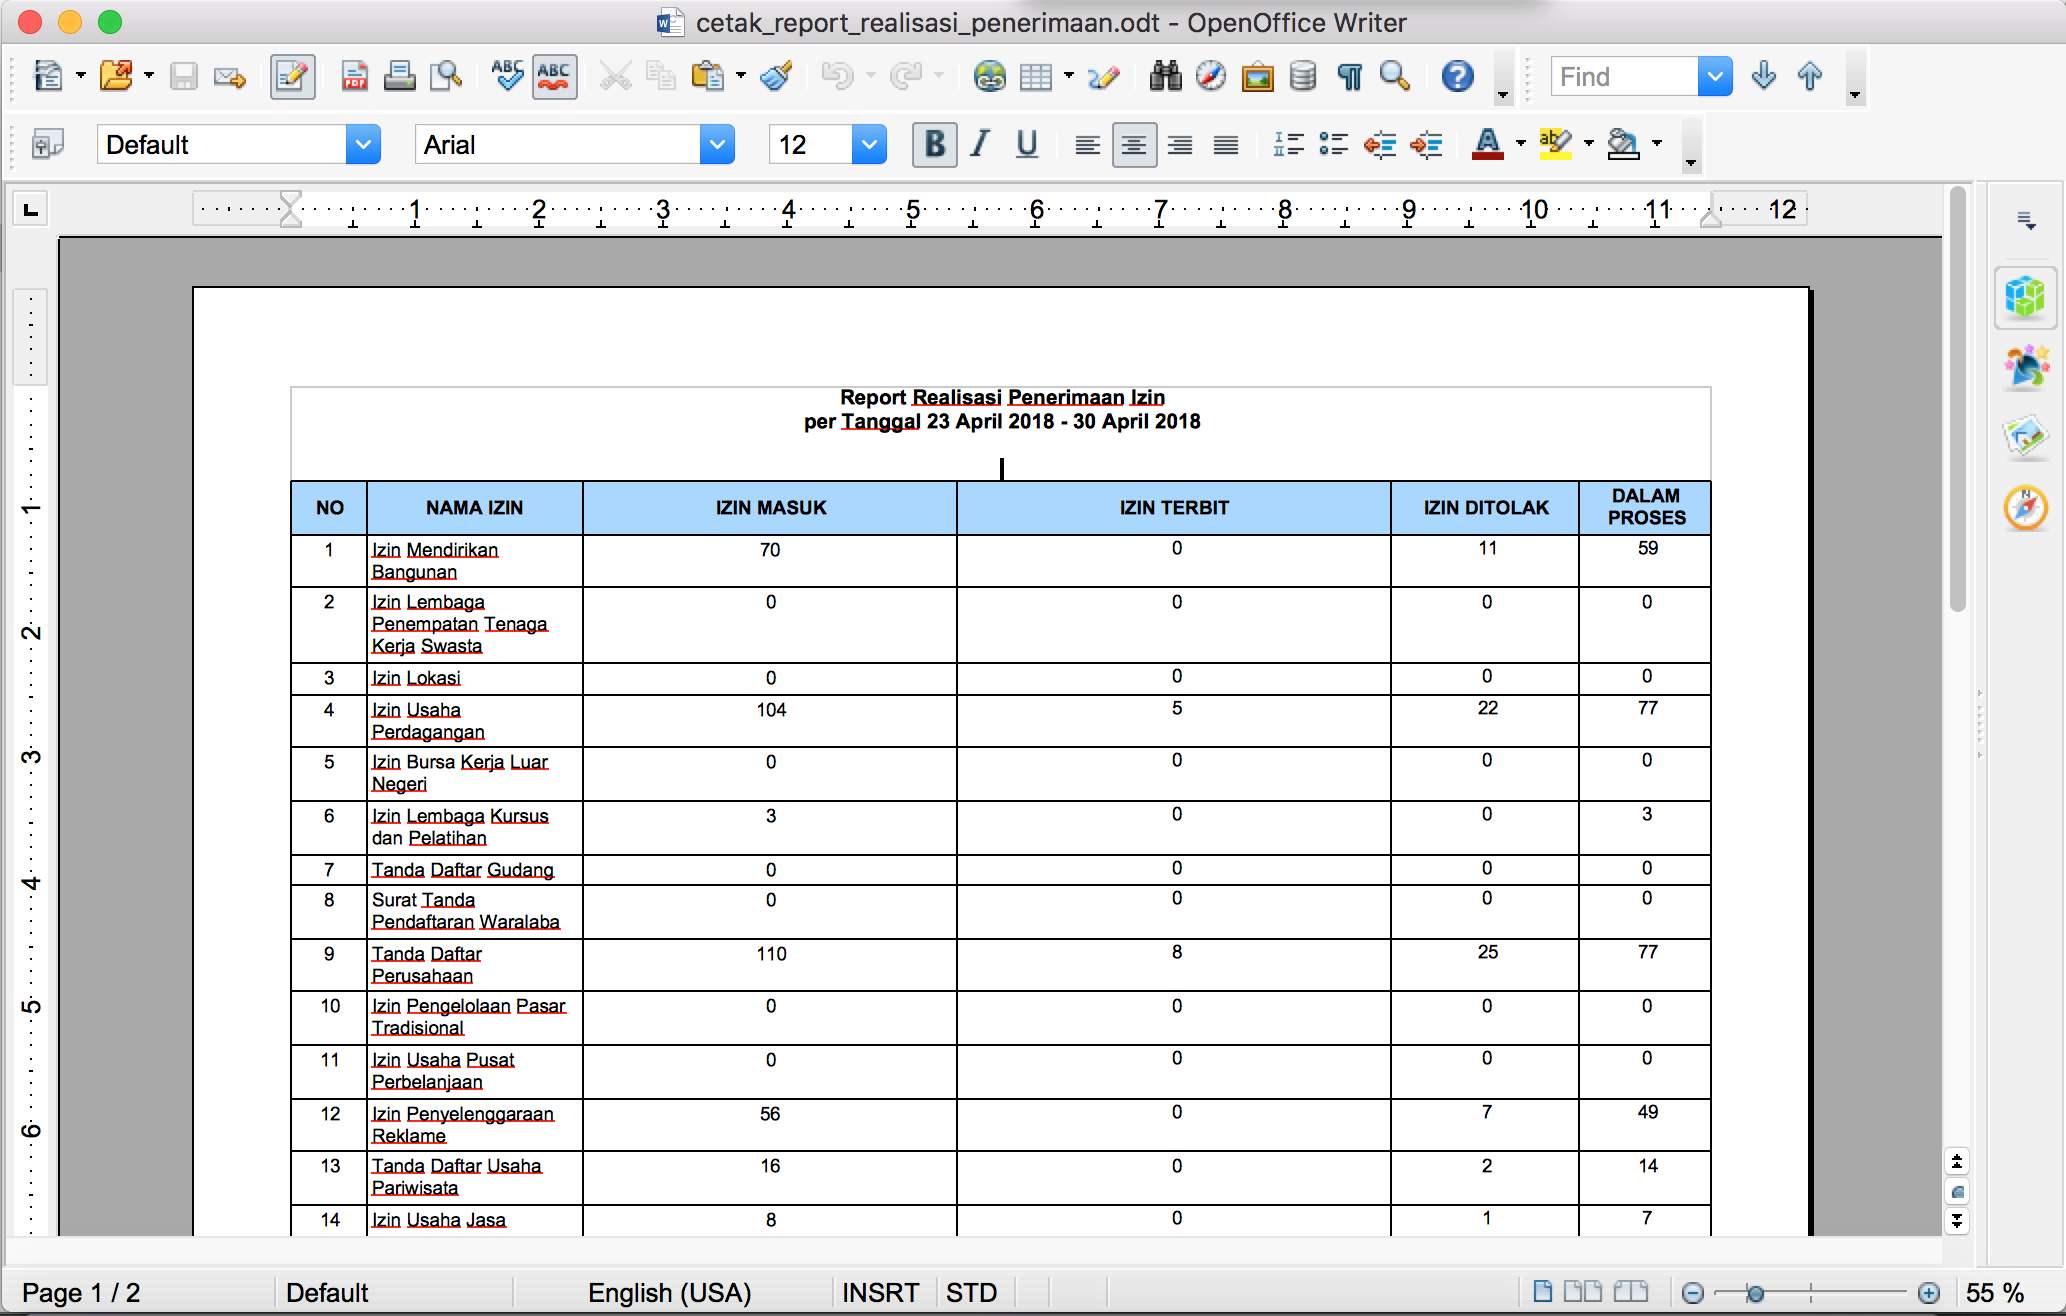 cetak_report_realisasi_penerimaan.odt - OpenOffice Writer
Find
Default Arial 12
1 2 3 4 5 6 7 8 9 10 11 12
Report Realisasi Penerimaan Izin
per Tanggal 23 April 2018 - 30 April 2018
NO NAMA IZIN IZIN MASUK IZIN TERBIT IZIN DITOLAK DALAM
PROSES
1 Izin Mendirikan 70 0 11 59
Bangunan
2 Izin Lembaga 0 0 0 0
Penempatan Tenaga
Kerja Swasta
3 Izin Lokasi 0 0 0 0
4 Izin Usaha 104 5 22 77
Perdagangan
5 Izin Bursa Kerja Luar 0 0 0 0
Negeri
6 Izin Lembaga Kursus 3 0 0 3
dan Pelatihan
7 Tanda Daftar Gudang 0 0 0 0
8 Surat Tanda 0 0 0 0
Pendaftaran Waralaba
9 Tanda Daftar 110 8 25 77
Perusahaan
10 Izin Pengelolaan Pasar 0 0 0 0
Tradisional
11 Izin Usaha Pusat 0 0 0 0
Perbelanjaan
12 Izin Penyelenggaraan 56 0 7 49
Reklame
13 Tanda Daftar Usaha 16 0 2 14
Pariwisata
14 Izin Usaha Jasa 8 0 1 7
1
2
3
4
5
6
Page 1 / 2 Default English (USA) INSRT STD 55 %